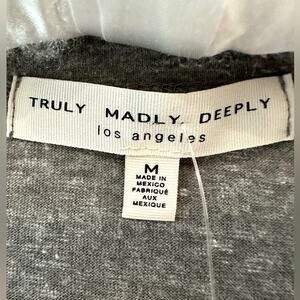 TRULY MADLY DEEPLY
los angeles
M
MADE IN
MEXICO
FABRIQUÉ
AUX
MEXIQUE